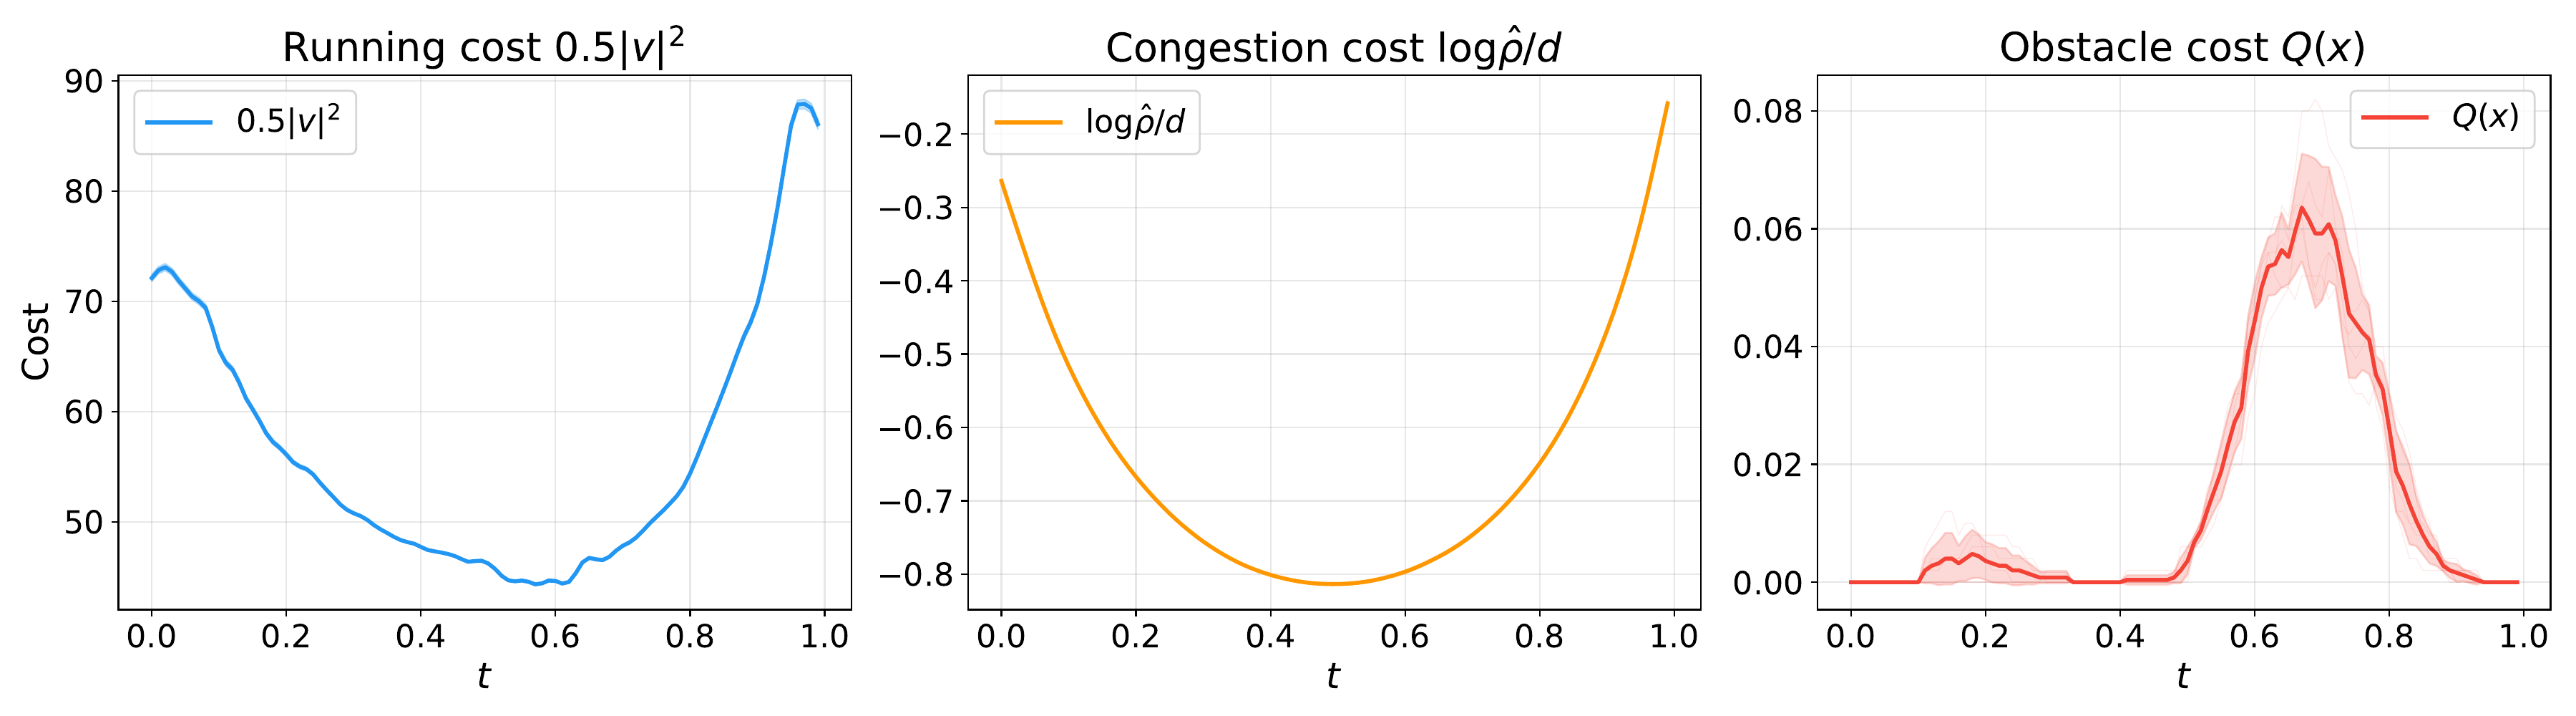 Running cost 0.5|v|²
0.5|v|²
Cost
90
80
70
60
50
0.0 0.2 0.4 0.6 0.8 1.0
t
Congestion cost logρ̂/d
logρ̂/d
−0.2
−0.3
−0.4
−0.5
−0.6
−0.7
−0.8
0.0 0.2 0.4 0.6 0.8 1.0
t
Obstacle cost Q(x)
Q(x)
0.08
0.06
0.04
0.02
0.00
0.0 0.2 0.4 0.6 0.8 1.0
t